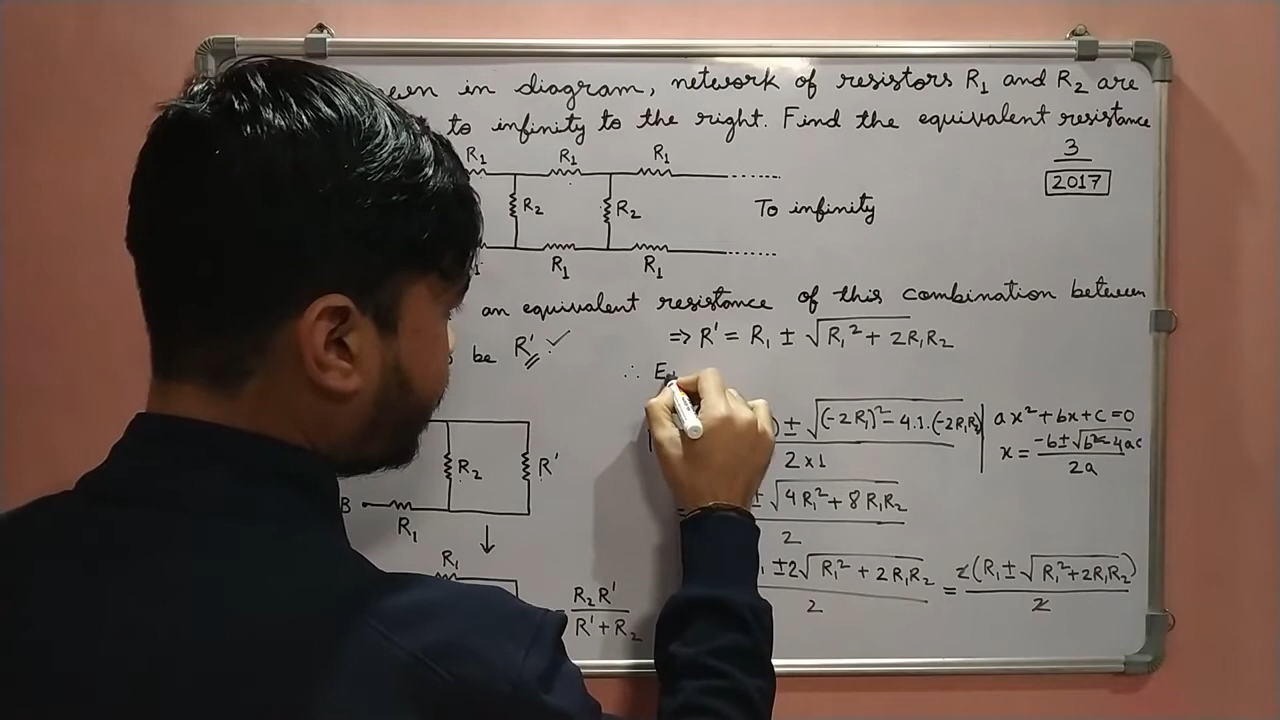 in diagram, network of resistors R₁ and R₂ are
to infinity to the right. Find the equivalent resistance
3
2017
R₁ R₁ R₁
R₂ R₂ To infinity
R₁ R₁
an equivalent resistance of this combination between
be R' ✓
=> R' = R₁ ± √(R₁² + 2R₁R₂)
∴
± √((-2R₁)² - 4.1.(-2R₁R₂)) | ax² + bx + c = 0
2 x 1
x = (-b ± √(b² - 4ac))/2a
R₂ R'
B R₁
± √(4R₁² + 8R₁R₂)
2
R₁
±2√(R₁² + 2R₁R₂)/2 = 2(R₁ ± √(R₁² + 2R₁R₂))/2
R₂R'/(R' + R₂)